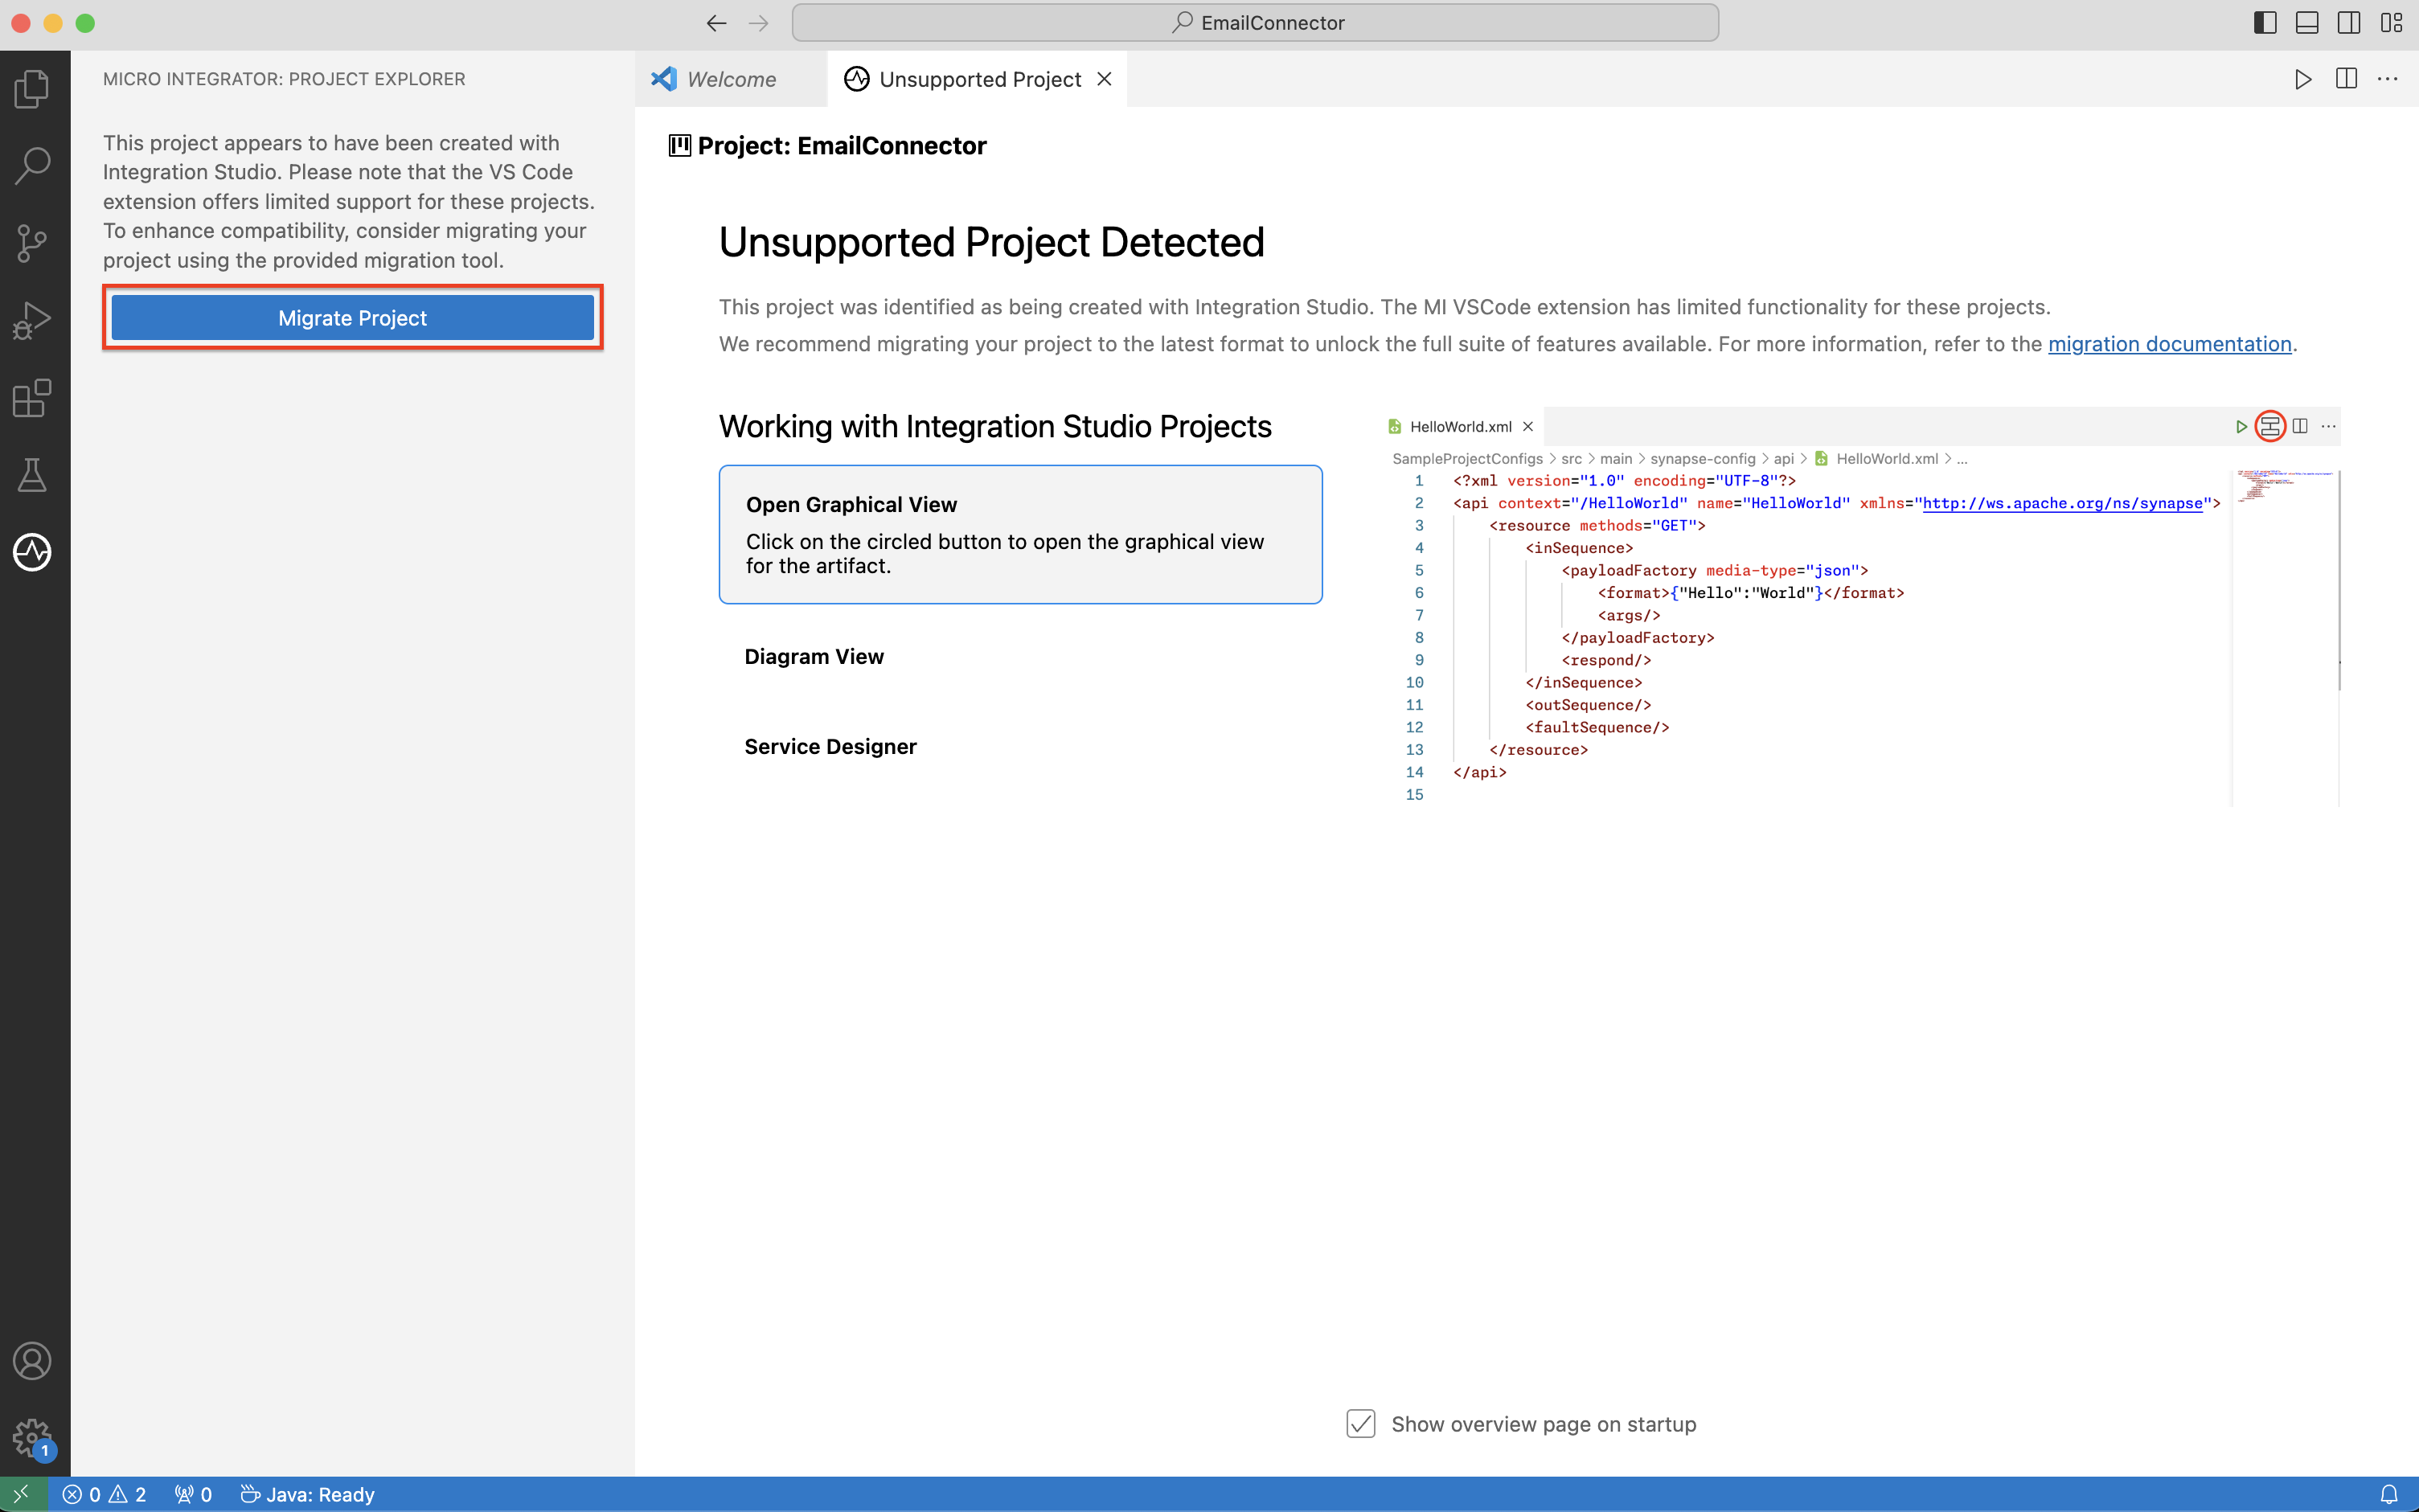 EmailConnector
MICRO INTEGRATOR: PROJECT EXPLORER
This project appears to have been created with
Integration Studio. Please note that the VS Code
extension offers limited support for these projects.
To enhance compatibility, consider migrating your
project using the provided migration tool.
Migrate Project
Welcome
Unsupported Project
Project: EmailConnector
Unsupported Project Detected
This project was identified as being created with Integration Studio. The MI VSCode extension has limited functionality for these projects.
We recommend migrating your project to the latest format to unlock the full suite of features available. For more information, refer to the migration documentation.
Working with Integration Studio Projects
Open Graphical View
Click on the circled button to open the graphical view
for the artifact.
Diagram View
Service Designer
HelloWorld.xml
SampleProjectConfigs > src > main > synapse-config > api > HelloWorld.xml > ...
1 <?xml version="1.0" encoding="UTF-8"?>
2 <api context="/HelloWorld" name="HelloWorld" xmlns="http://ws.apache.org/ns/synapse">
3 <resource methods="GET">
4 <inSequence>
5 <payloadFactory media-type="json">
6 <format>{"Hello":"World"}</format>
7 <args/>
8 </payloadFactory>
9 <respond/>
10 </inSequence>
11 <outSequence/>
12 <faultSequence/>
13 </resource>
14 </api>
15
Show overview page on startup
1
0 2 0 Java: Ready